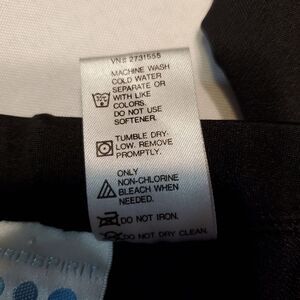 VN# 2731555
MACHINE WASH
COLD WATER
SEPARATE OR
WITH LIKE
COLORS.
DO NOT USE
SOFTENER.
TUMBLE DRY-
LOW. REMOVE
PROMPTLY.
ONLY
NON-CHLORINE
BLEACH WHEN
NEEDED.
DO NOT IRON.
DO NOT DRY CLEAN.